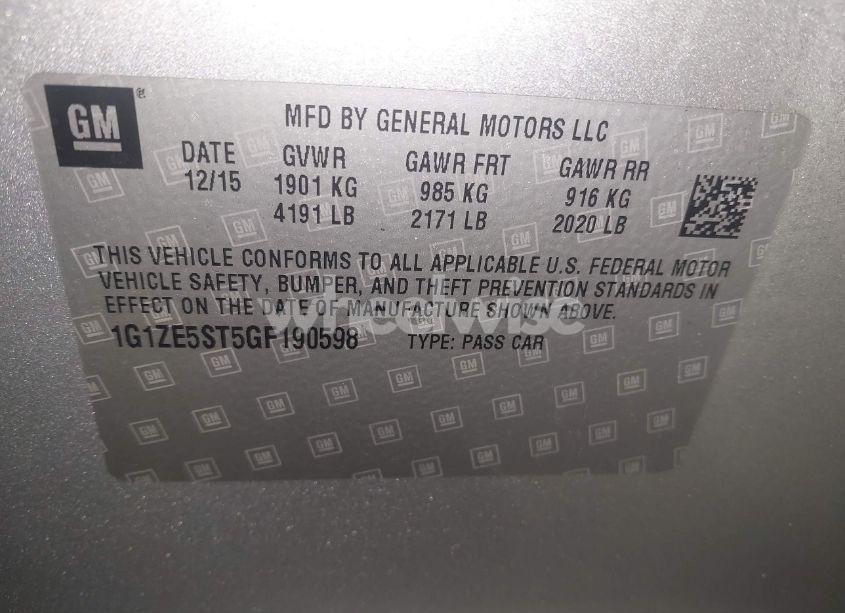 GM®
MFD BY GENERAL MOTORS LLC
DATE GVWR GAWR FRT GAWR RR
12/15 1901 KG 985 KG 916 KG
4191 LB 2171 LB 2020 LB
THIS VEHICLE CONFORMS TO ALL APPLICABLE U.S. FEDERAL MOTOR
VEHICLE SAFETY, BUMPER, AND THEFT PREVENTION STANDARDS IN
EFFECT ON THE DATE OF MANUFACTURE SHOWN ABOVE.
1G1ZE5ST5GF190598 TYPE: PASS CAR